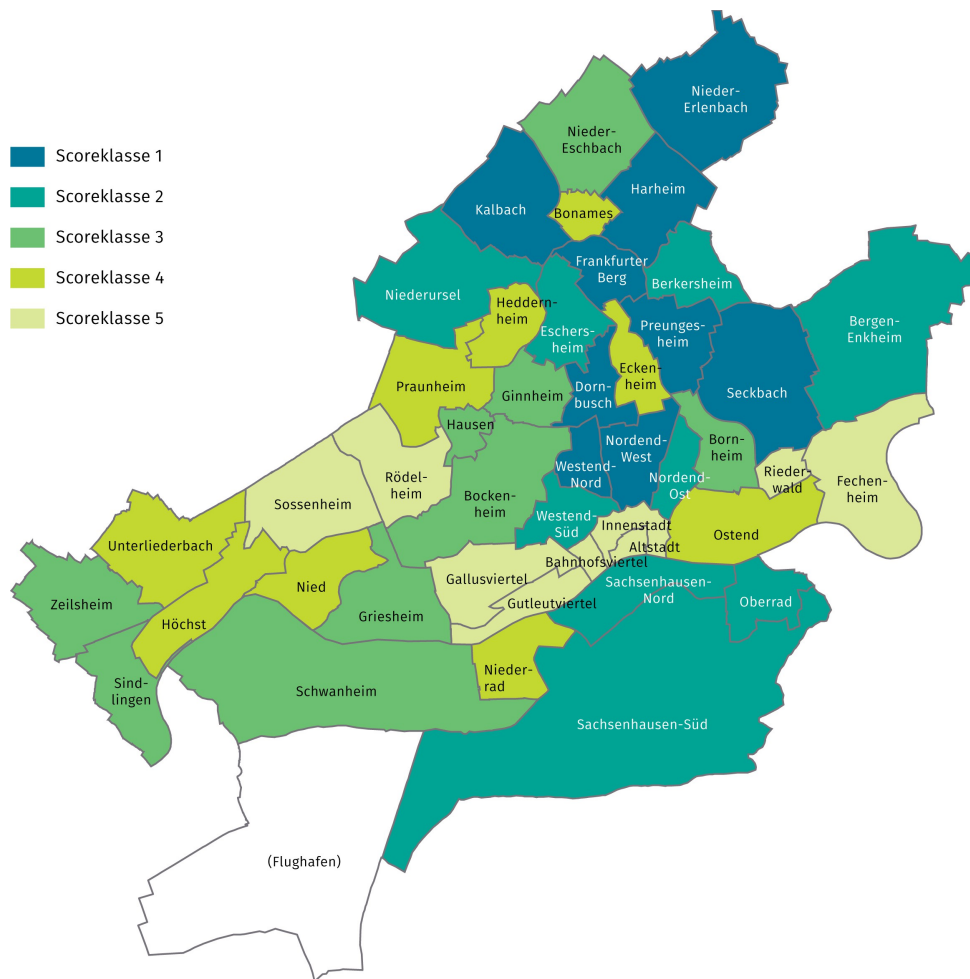 Scoreklasse 1
Scoreklasse 2
Scoreklasse 3
Scoreklasse 4
Scoreklasse 5
Nieder-
Erlenbach
Nieder-
Eschbach
Harheim
Kalbach
Bonames
Frankfurter
Berg
Berkersheim
Niederursel
Heddern-
heim
Eschers-
heim
Preunges-
heim
Bergen-
Enkheim
Praunheim
Ginnheim
Dorn-
busch
Ecken-
heim
Seckbach
Hausen
Nordend-
West
Born-
heim
Westend-
Nord
Nordend-
Ost
Rieder-
wald
Fechen-
heim
Rödel-
heim
Sossenheim
Bocken-
heim
Westend-
Süd
Innenstadt
Altstadt
Ostend
Unterliederbach
Bahnhofsviertel
Gallusviertel
Gutleutviertel
Sachsenhausen-
Nord
Oberrad
Zeilsheim
Nied
Höchst
Griesheim
Sind-
lingen
Schwanheim
Nieder-
rad
Sachsenhausen-Süd
(Flughafen)